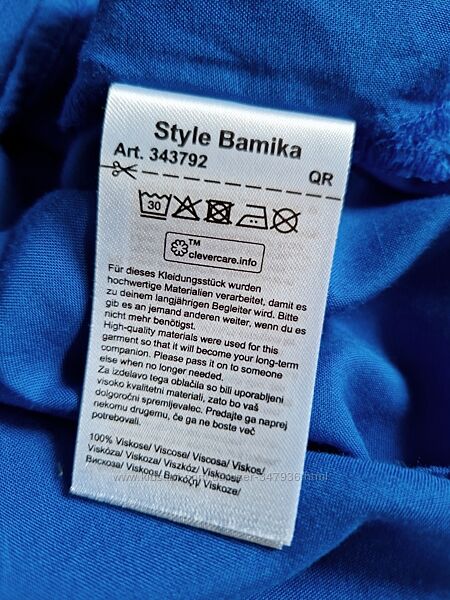 Style Bamika
Art. 343792
QR
30
TM
clevercare.info
Für dieses Kleidungsstück wurden
hochwertige Materialien verarbeitet, damit es
zu deinem langjährigen Begleiter wird. Bitte
gib es an jemand anderen weiter, wenn du es
nicht mehr benötigst.
High-quality materials were used for this
garment so that it will become your long-term
companion. Please pass it on to someone
else when no longer needed.
Za izdelavo tega oblačila so bili uporabljeni
visoko kvalitetni materiali, zato bo vaš
dolgoročni spremljevalec. Predajte ga naprej
nekomu drugemu, če ga ne boste več
potrebovali.
100% Viskose/ Viscose/ Viscosa/ Viskos/
Viskóza/ Viskoza/ Viszkóz/ Viskoosi/
Вискоза/ Viskoos/